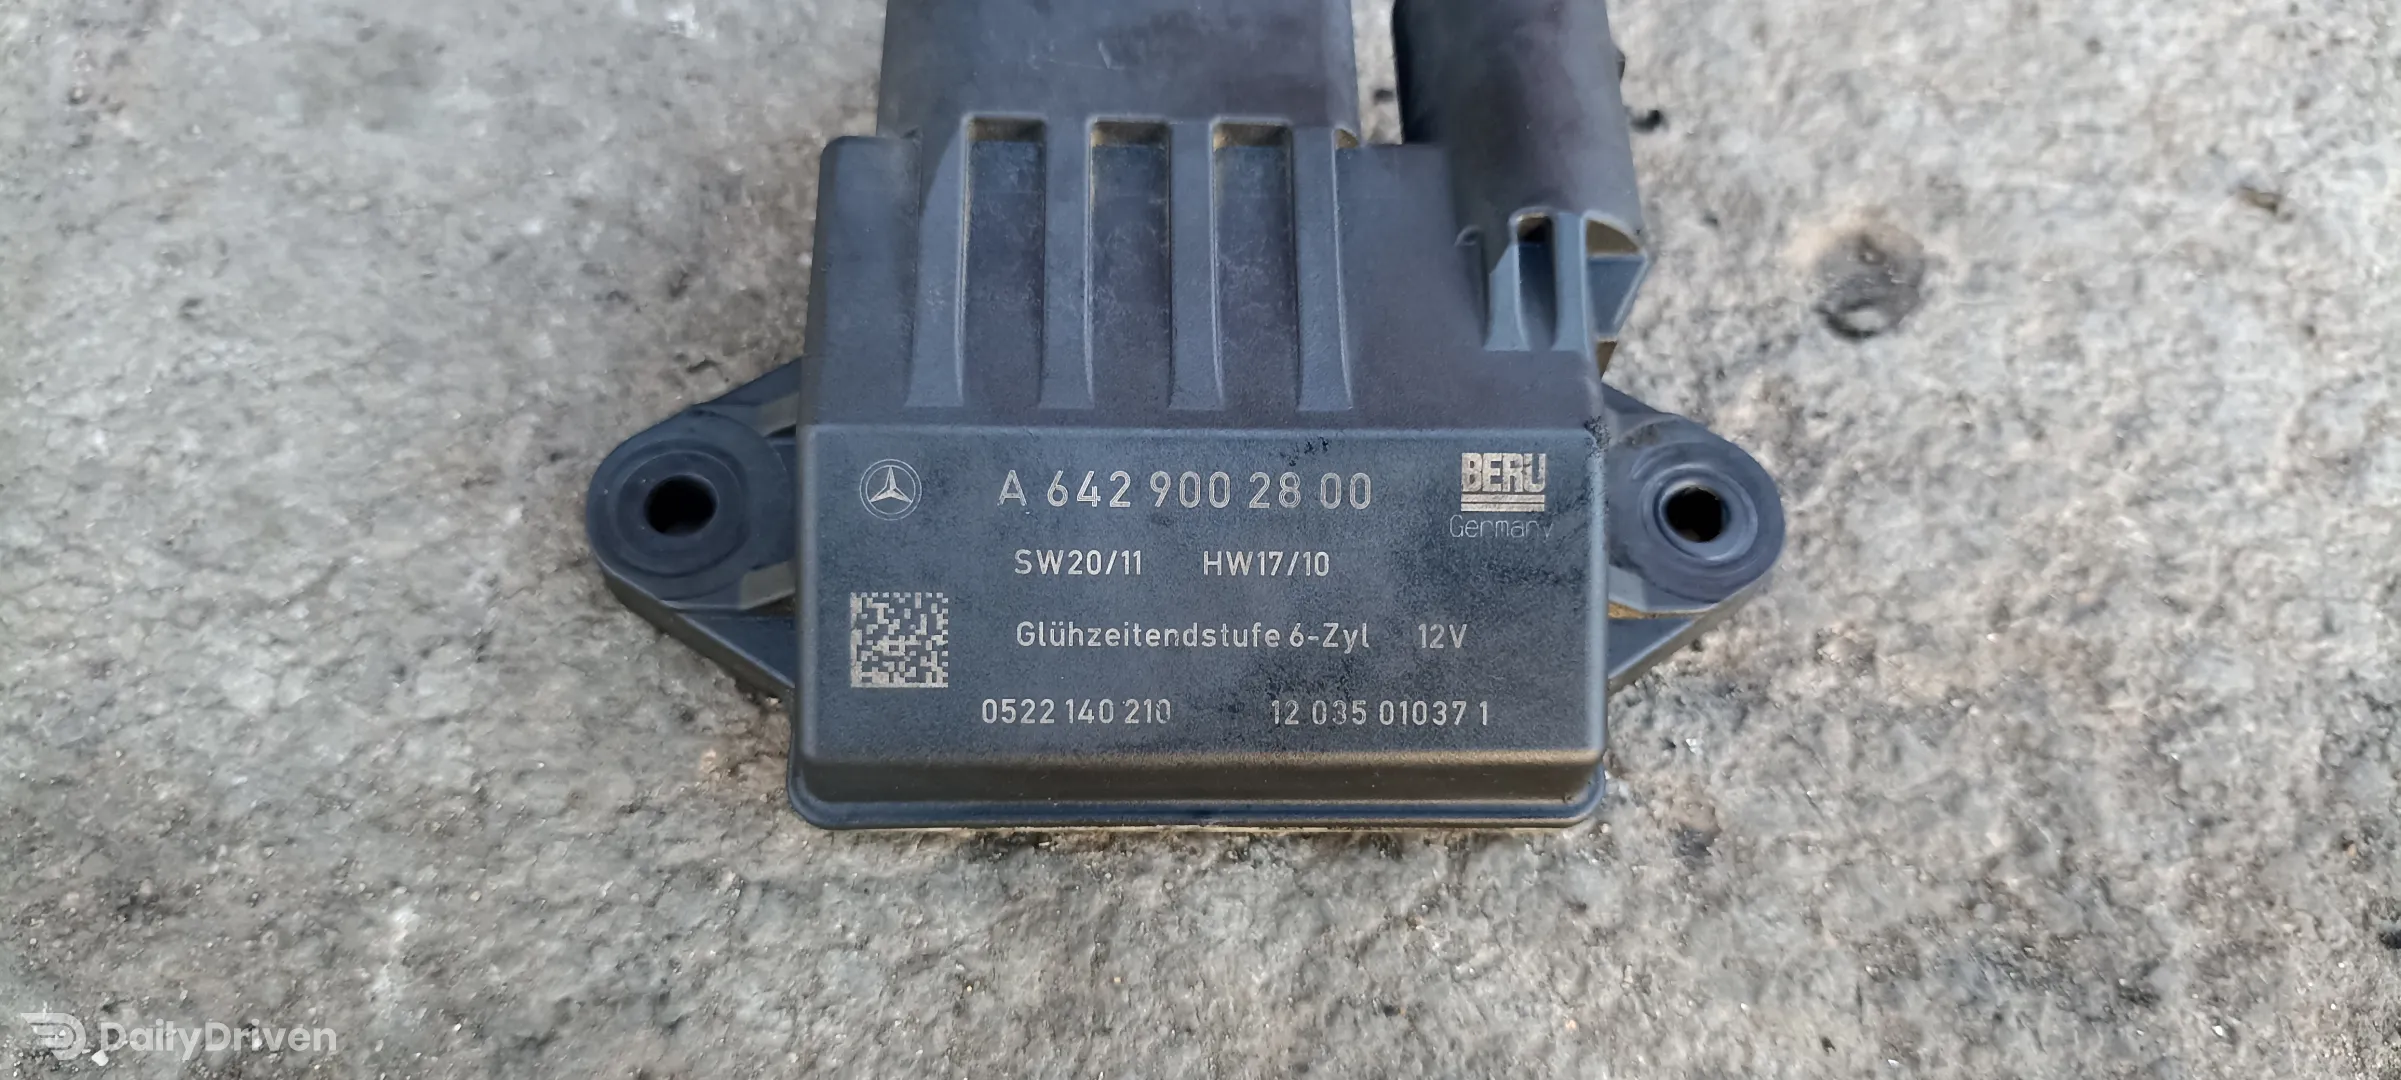 A 642 900 28 00
BERU
Germany
SW20/11 HW17/10
Glühzeitendstufe 6-Zyl 12V
0522 140 210 12 035 01037 1
DailyDriven